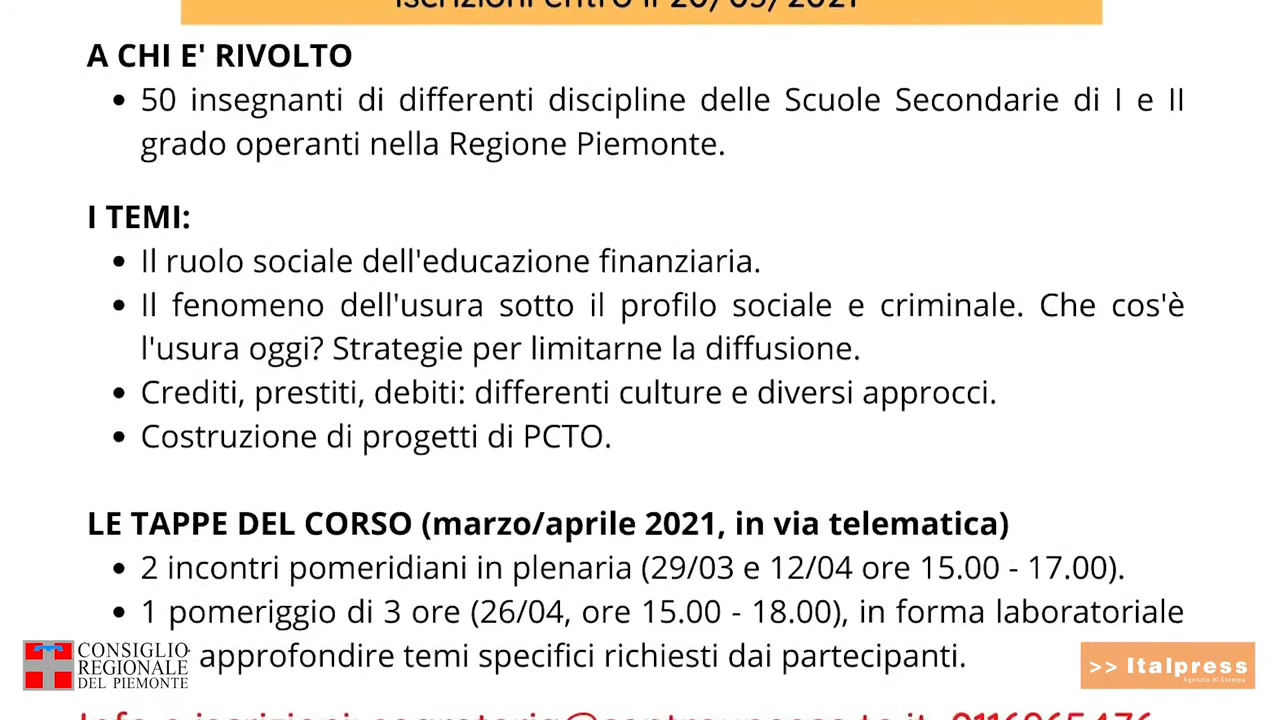 A CHI E' RIVOLTO
50 insegnanti di differenti discipline delle Scuole Secondarie di I e II
grado operanti nella Regione Piemonte.
I TEMI:
Il ruolo sociale dell'educazione finanziaria.
Il fenomeno dell'usura sotto il profilo sociale e criminale. Che cos'è
l'usura oggi? Strategie per limitarne la diffusione.
Crediti, prestiti, debiti: differenti culture e diversi approcci.
Costruzione di progetti di PCTO.
LE TAPPE DEL CORSO (marzo/aprile 2021, in via telematica)
2 incontri pomeridiani in plenaria (29/03 e 12/04 ore 15.00 - 17.00).
1 pomeriggio di 3 ore (26/04, ore 15.00 - 18.00), in forma laboratoriale
approfondire temi specifici richiesti dai partecipanti.
CONSIGLIO
REGIONALE
DEL PIEMONTE
>> Italpress
Agenzia di Stampa